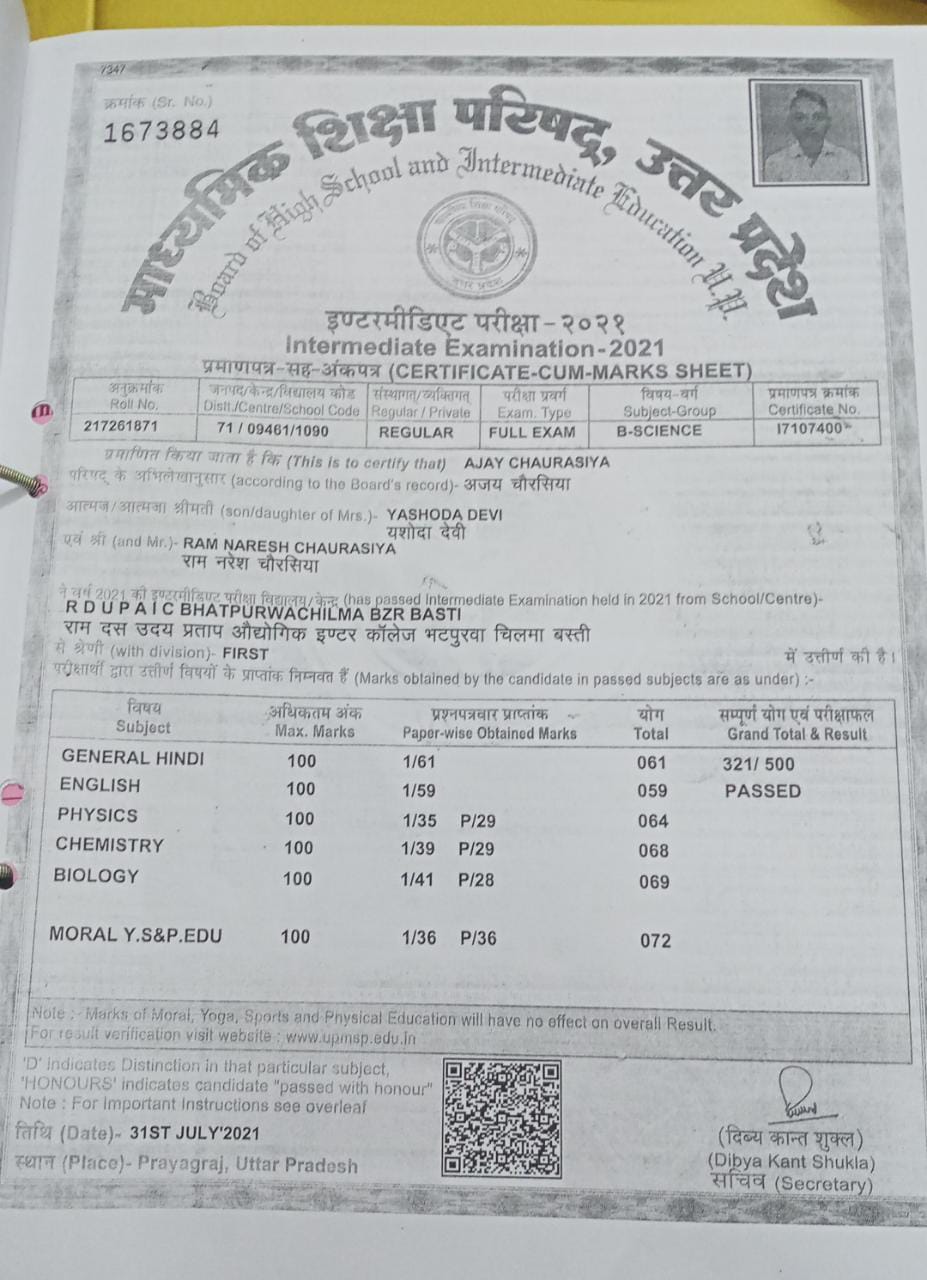 7347
क्रमांक (Sr. No.)
1673884
माध्यमिक शिक्षा परिषद्, उत्तर प्रदेश
Board of High School and Intermediate Education U.P.
इण्टरमीडिएट परीक्षा - २०२१
Intermediate Examination - 2021
प्रमाणपत्र-सह-अंकपत्र (CERTIFICATE-CUM-MARKS SHEET)
अनुक्रमांक जनपद/केन्द्र/विद्यालय कोड संस्थागत/व्यक्तिगत परीक्षा प्रवर्ग विषय-वर्ग प्रमाणपत्र क्रमांक
Roll No. Distt./Centre/School Code Regular / Private Exam. Type Subject-Group Certificate No.
217261871 71 / 09461/1090 REGULAR FULL EXAM B-SCIENCE I7107400
प्रमाणित किया जाता है कि (This is to certify that) AJAY CHAURASIYA
परिषद् के अभिलेखानुसार (according to the Board's record)- अजय चौरसिया
आत्मज/आत्मजा श्रीमती (son/daughter of Mrs.)- YASHODA DEVI
यशोदा देवी
एवं श्री (and Mr.)- RAM NARESH CHAURASIYA
राम नरेश चौरसिया
ने वर्ष 2021 की इण्टरमीडिएट परीक्षा विद्यालय/केन्द्र (has passed Intermediate Examination held in 2021 from School/Centre)-
R D U P A I C BHATPURWACHILMA BZR BASTI
राम दस उदय प्रताप औद्योगिक इण्टर कॉलेज भटपुरवा चिलमा बस्ती
से श्रेणी (with division)- FIRST में उत्तीर्ण की है।
परीक्षार्थी द्वारा उत्तीर्ण विषयों के प्राप्तांक निम्नवत हैं (Marks obtained by the candidate in passed subjects are as under) :-
विषय अधिकतम अंक प्रश्नपत्रवार प्राप्तांक योग सम्पूर्ण योग एवं परीक्षाफल
Subject Max. Marks Paper-wise Obtained Marks Total Grand Total & Result
GENERAL HINDI 100 1/61 061 321/ 500
ENGLISH 100 1/59 059 PASSED
PHYSICS 100 1/35 P/29 064
CHEMISTRY 100 1/39 P/29 068
BIOLOGY 100 1/41 P/28 069
MORAL Y.S&P.EDU 100 1/36 P/36 072
Note :- Marks of Moral, Yoga, Sports and Physical Education will have no effect on overall Result.
For result verification visit website : www.upmsp.edu.in
'D' indicates Distinction in that particular subject,
'HONOURS' indicates candidate "passed with honour"
Note : For Important Instructions see overleaf
तिथि (Date)- 31ST JULY'2021
स्थान (Place)- Prayagraj, Uttar Pradesh
(दिब्य कान्त शुक्ल)
(Dibya Kant Shukla)
सचिव (Secretary)